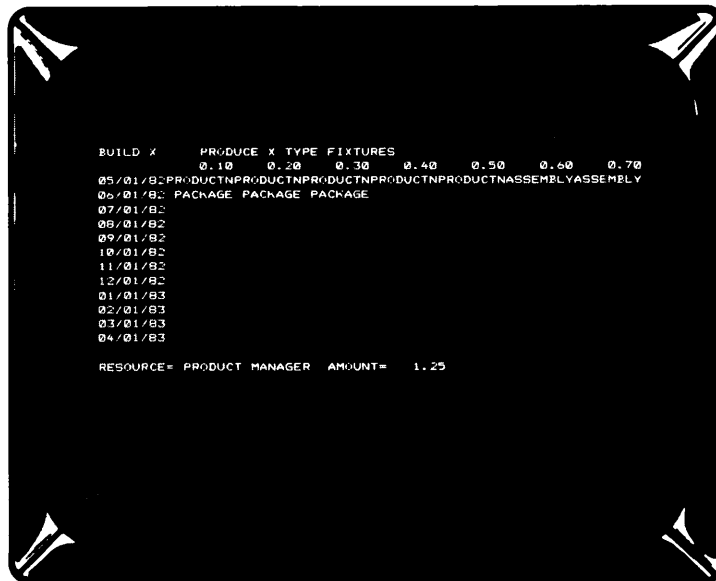 BUILD X PRODUCE X TYPE FIXTURES
0.10 0.20 0.30 0.40 0.50 0.60 0.70
05/01/82PRODUCTNPRODUCTNPRODUCTNPRODUCTNPRODUCTNASSEMBLYASSEMBLY
06/01/82 PACKAGE PACKAGE PACKAGE
07/01/82
08/01/82
09/01/82
10/01/82
11/01/82
12/01/82
01/01/83
02/01/83
03/01/83
04/01/83
RESOURCE= PRODUCT MANAGER AMOUNT= 1.25